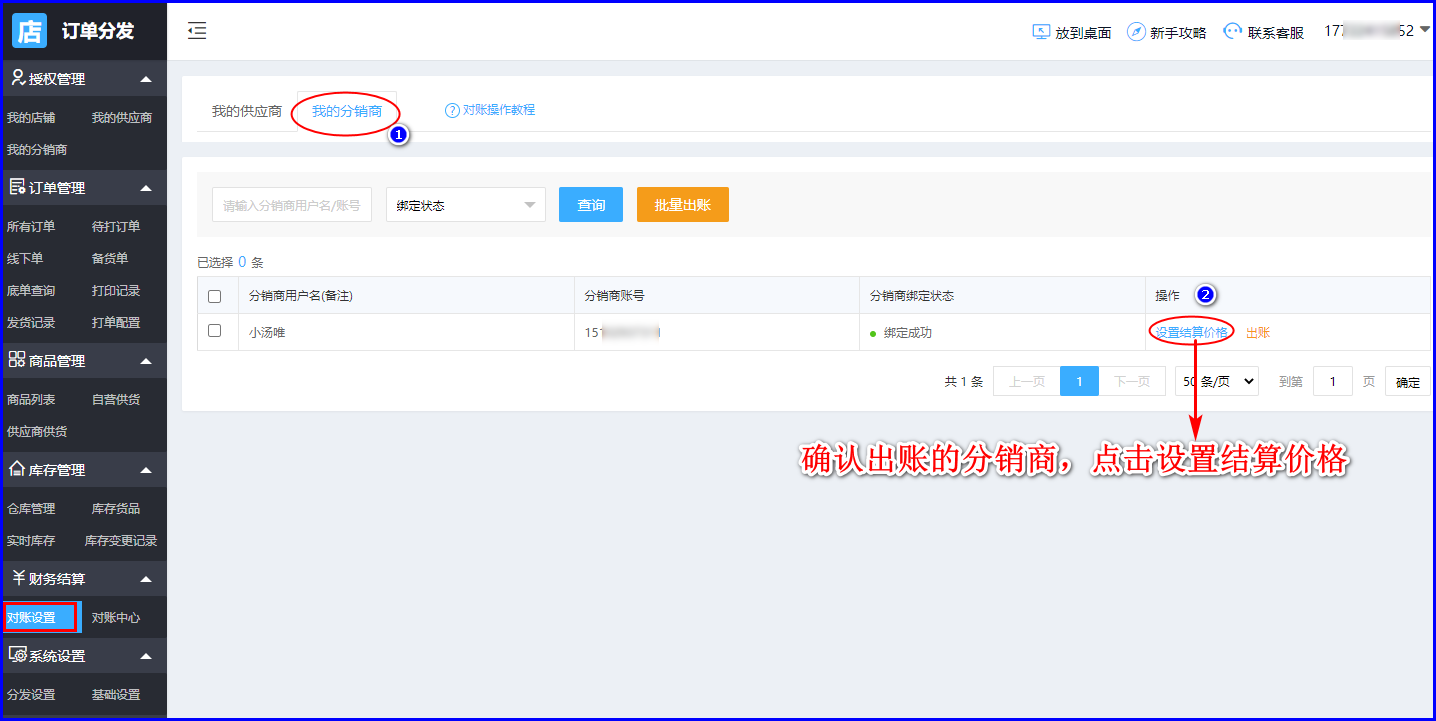 店 订单分发
放到桌面 新手攻略 联系客服 17 52
授权管理
我的店铺 我的供应商
我的分销商
订单管理
所有订单 待打订单
线下单 备货单
底单查询 打印记录
发货记录 打单配置
商品管理
商品列表 自营供货
供应商供货
库存管理
仓库管理 库存货品
实时库存 库存变更记录
财务结算
对账设置 对账中心
系统设置
分发设置 基础设置
我的供应商 我的分销商 ? 对账操作教程
1
请输入分销商用户名/账号 绑定状态 查询 批量出账
已选择 0 条
分销商用户名(备注) 分销商账号 分销商绑定状态 操作 2
小汤唯 151 绑定成功 设置结算价格 出账
共 1 条 上一页 1 下一页 50 条/页 到第 1 页 确定
确认出账的分销商，点击设置结算价格